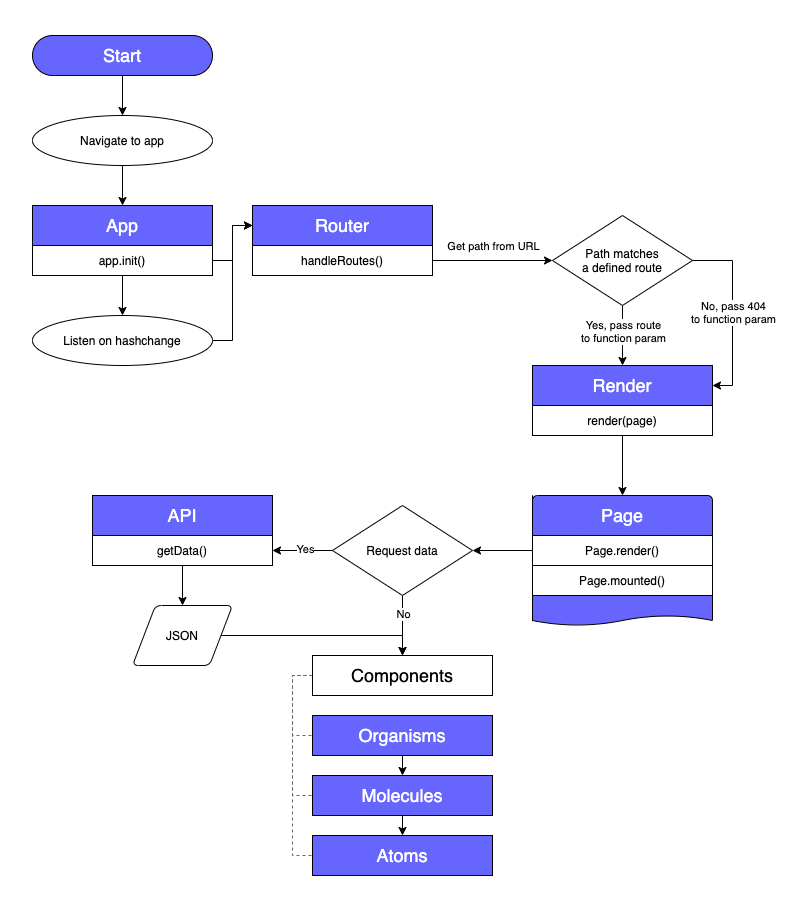 Start
Navigate to app
App
app.init()
Listen on hashchange
Router
handleRoutes()
Get path from URL
Path matches
a defined route
No, pass 404
to function param
Yes, pass route
to function param
Render
render(page)
Page
Page.render()
Page.mounted()
Request data
Yes
API
getData()
JSON
No
Components
Organisms
Molecules
Atoms